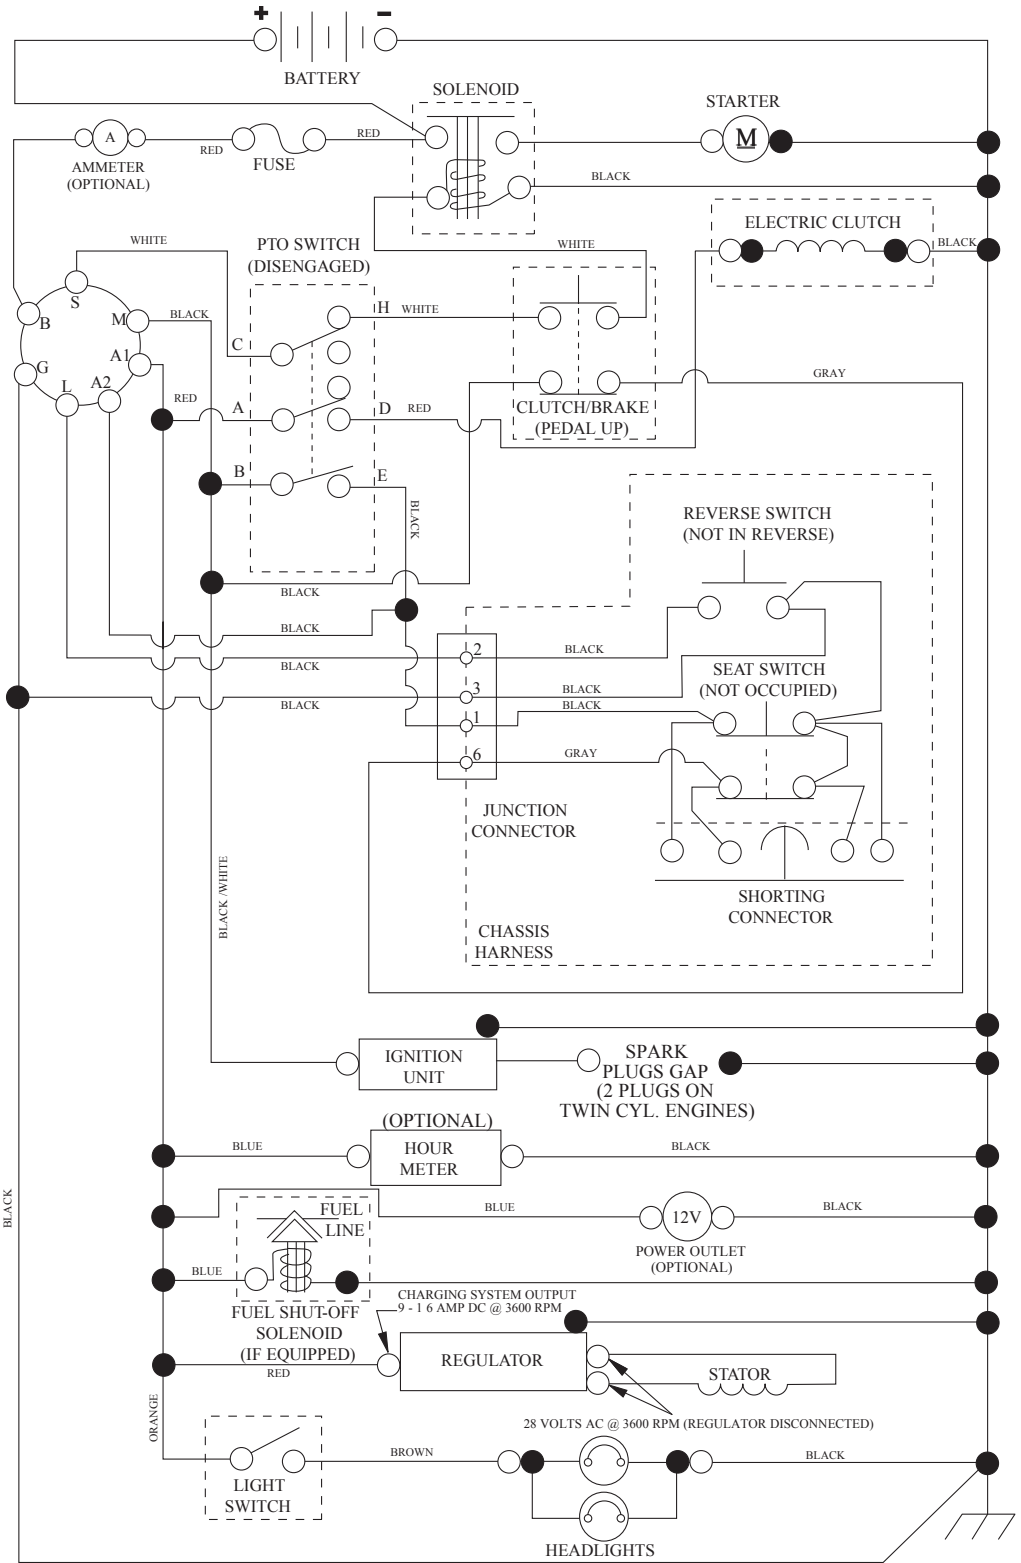 + -
BATTERY
SOLENOID
STARTER
A
RED
FUSE
RED
M
AMMETER
(OPTIONAL)
BLACK
WHITE
PTO SWITCH
(DISENGAGED)
WHITE
ELECTRIC CLUTCH
BLACK
S
B
M
BLACK
H
WHITE
C
G
A1
L
A2
RED
A
D
RED
CLUTCH/BRAKE
(PEDAL UP)
GRAY
B
E
BLACK
REVERSE SWITCH
(NOT IN REVERSE)
BLACK
BLACK
BLACK
2
BLACK
SEAT SWITCH
(NOT OCCUPIED)
3
BLACK
BLACK
BLACK
1
6
GRAY
JUNCTION
CONNECTOR
BLACK /WHITE
SHORTING
CONNECTOR
CHASSIS
HARNESS
IGNITION
UNIT
SPARK
PLUGS GAP
(2 PLUGS ON
TWIN CYL. ENGINES)
(OPTIONAL)
BLUE
HOUR
METER
BLACK
BLACK
FUEL
LINE
BLUE
12V
BLACK
POWER OUTLET
(OPTIONAL)
BLUE
CHARGING SYSTEM OUTPUT
9 - 1 6 AMP DC @ 3600 RPM
FUEL SHUT-OFF
SOLENOID
(IF EQUIPPED)
RED
REGULATOR
STATOR
ORANGE
28 VOLTS AC @ 3600 RPM (REGULATOR DISCONNECTED)
BROWN
BLACK
LIGHT
SWITCH
HEADLIGHTS